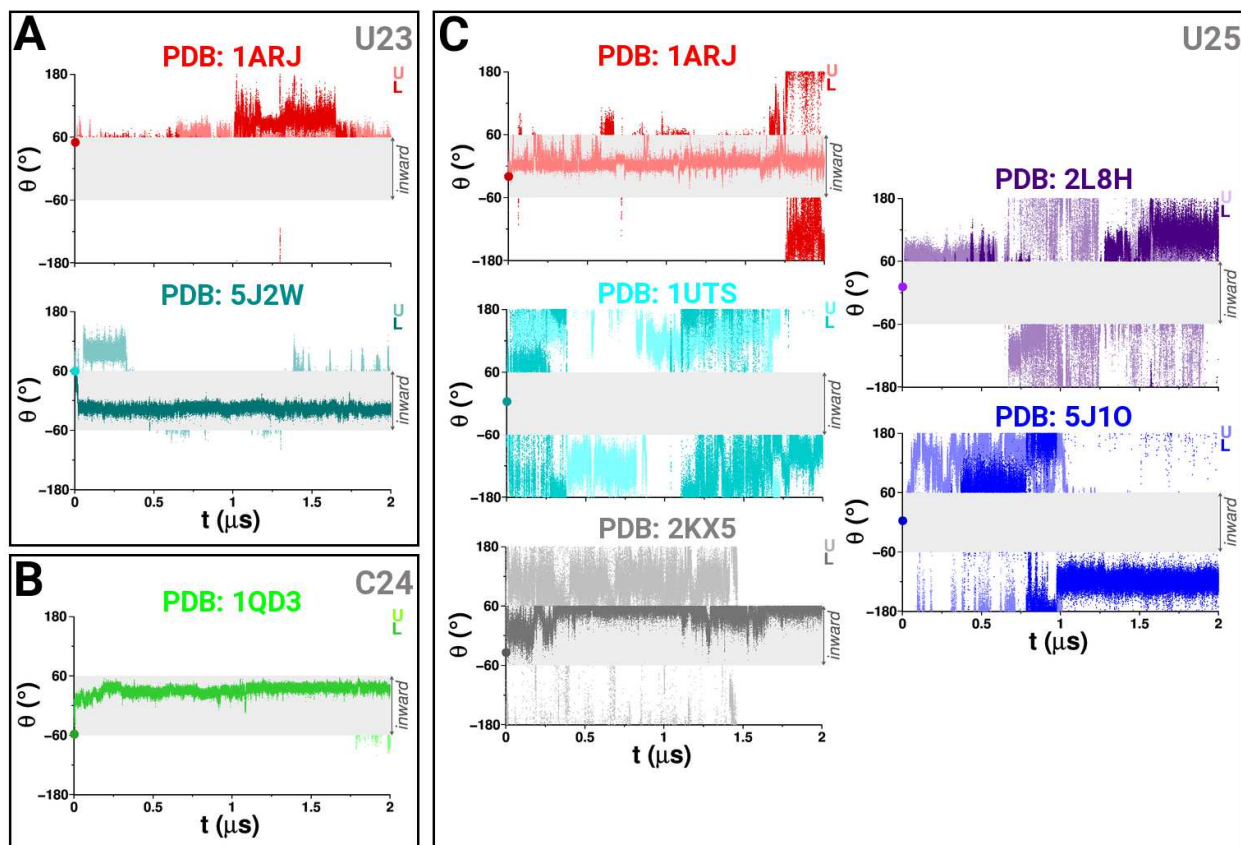 A
U23
PDB: 1ARJ
U
L
180
60
−60
−180
θ (°)
inward
PDB: 5J2W
U
L
180
60
−60
−180
θ (°)
inward
0
0.5
1
1.5
2
t (μs)
B
C24
PDB: 1QD3
U
L
180
60
−60
−180
θ (°)
inward
0
0.5
1
1.5
2
t (μs)
C
U25
PDB: 1ARJ
U
L
180
60
−60
−180
θ (°)
inward
PDB: 1UTS
U
L
180
60
−60
−180
θ (°)
inward
PDB: 2KX5
U
L
180
60
−60
−180
θ (°)
inward
0
0.5
1
1.5
2
t (μs)
PDB: 2L8H
U
L
180
60
−60
−180
θ (°)
inward
PDB: 5J1O
U
L
180
60
−60
−180
θ (°)
inward
0
0.5
1
1.5
2
t (μs)